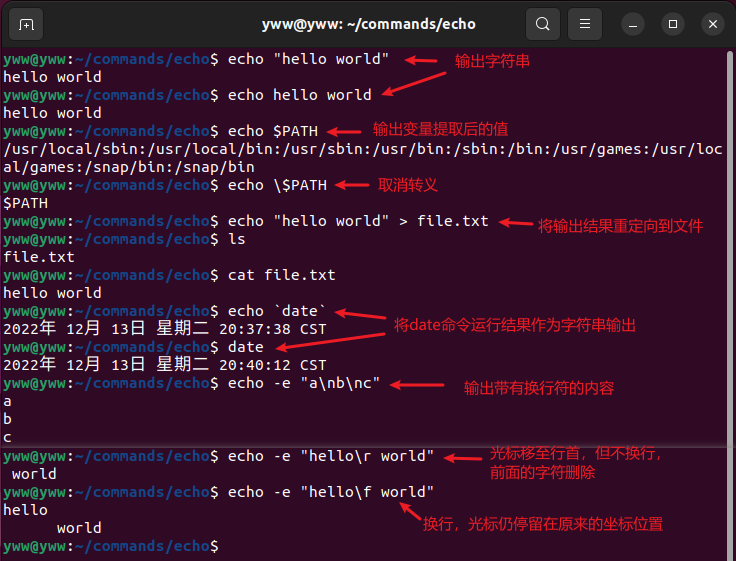 yww@yww: ~/commands/echo
yww@yww:~/commands/echo$ echo "hello world" 输出字符串
hello world
yww@yww:~/commands/echo$ echo hello world
hello world
yww@yww:~/commands/echo$ echo $PATH 输出变量提取后的值
/usr/local/sbin:/usr/local/bin:/usr/sbin:/usr/bin:/sbin:/bin:/usr/games:/usr/loc
al/games:/snap/bin:/snap/bin
yww@yww:~/commands/echo$ echo \$PATH 取消转义
$PATH
yww@yww:~/commands/echo$ echo "hello world" > file.txt 将输出结果重定向到文件
yww@yww:~/commands/echo$ ls
file.txt
yww@yww:~/commands/echo$ cat file.txt
hello world
yww@yww:~/commands/echo$ echo `date`
2022年 12月 13日 星期二 20:37:38 CST 将date命令运行结果作为字符串输出
yww@yww:~/commands/echo$ date
2022年 12月 13日 星期二 20:40:12 CST
yww@yww:~/commands/echo$ echo -e "a\nb\nc" 输出带有换行符的内容
a
b
c
yww@yww:~/commands/echo$ echo -e "hello\r world" 光标移至行首，但不换行，
前面的字符删除
 world
yww@yww:~/commands/echo$ echo -e "hello\f world"
hello
      world 换行，光标仍停留在原来的坐标位置
yww@yww:~/commands/echo$